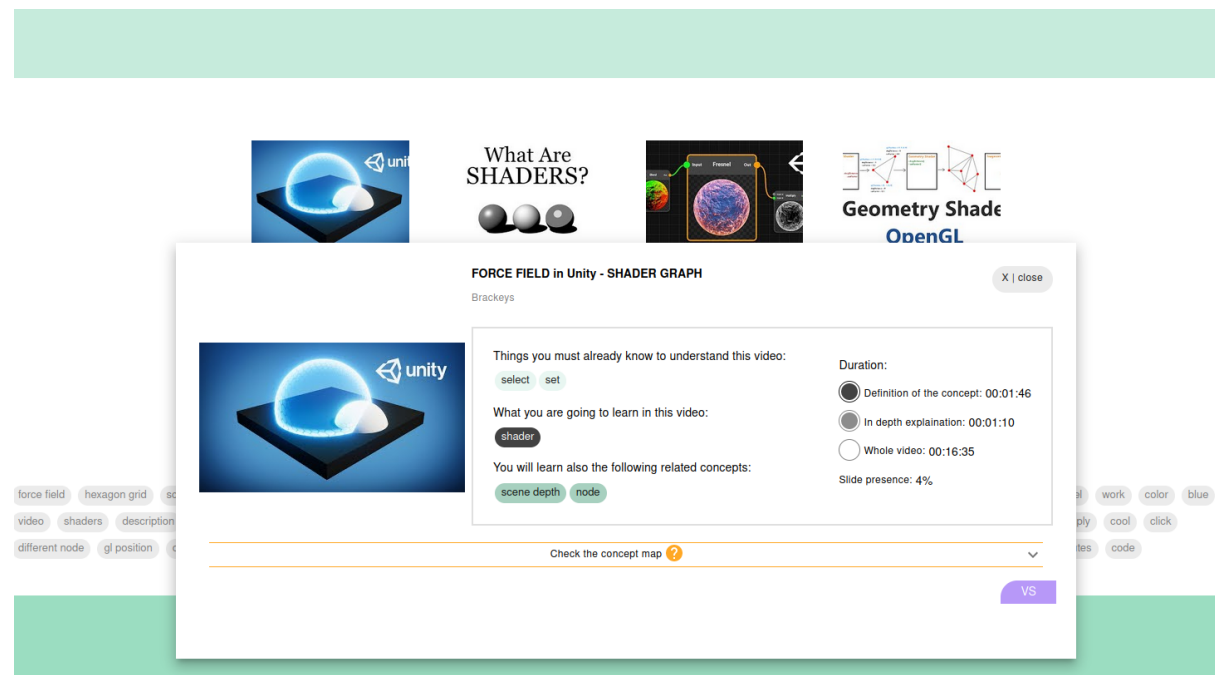 unit
What Are
SHADERS?
Fresnel
Geometry Shade
OpenGL
FORCE FIELD in Unity - SHADER GRAPH
X | close
Brackeys
unity
Things you must already know to understand this video:
select set
What you are going to learn in this video:
shader
You will learn also the following related concepts:
scene depth node
Duration:
Definition of the concept: 00:01:46
In depth explaination: 00:01:10
Whole video: 00:16:35
Slide presence: 4%
force field hexagon grid
work color blue
video shaders description
ply cool click
different node gl position
code
Check the concept map ?
VS